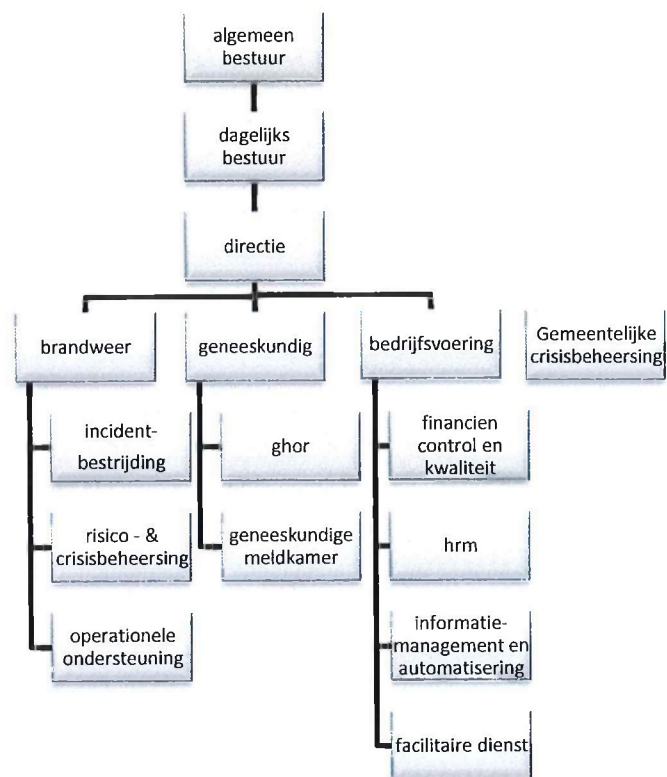 algemeen
bestuur
dagelijks
bestuur
directie
brandweer
geneeskundig
bedrijfsvoering
Gemeentelijke
crisisbeheersing
incident-
bestrijding
risico - &
crisisbeheersing
operationele
ondersteuning
ghor
geneeskundige
meldkamer
financien
control en
kwaliteit
hrm
informatie-
management en
automatisering
facilitaire dienst